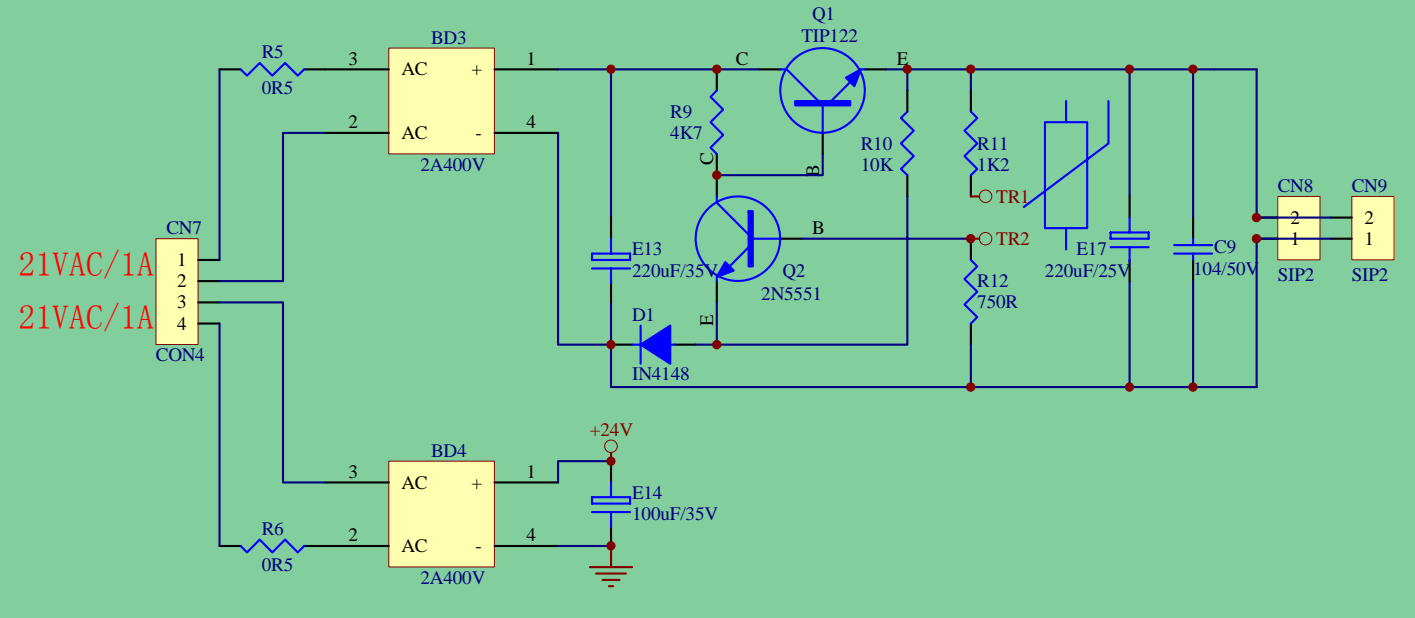 Q1
TIP122
R5
0R5
BD3
3 AC + 1
2 AC - 4
2A400V
C
E
R9
4K7
C
B
R10
10K
R11
1K2
TR1
CN8
2
1
SIP2
CN9
2
1
SIP2
CN7
1
2
3
4
CON4
21VAC/1A
21VAC/1A
E13
220uF/35V
B
Q2
2N5551
E
TR2
R12
750R
E17
220uF/25V
C9
104/50V
D1
IN4148
+24V
BD4
3 AC + 1
2 AC - 4
2A400V
E14
100uF/35V
R6
0R5